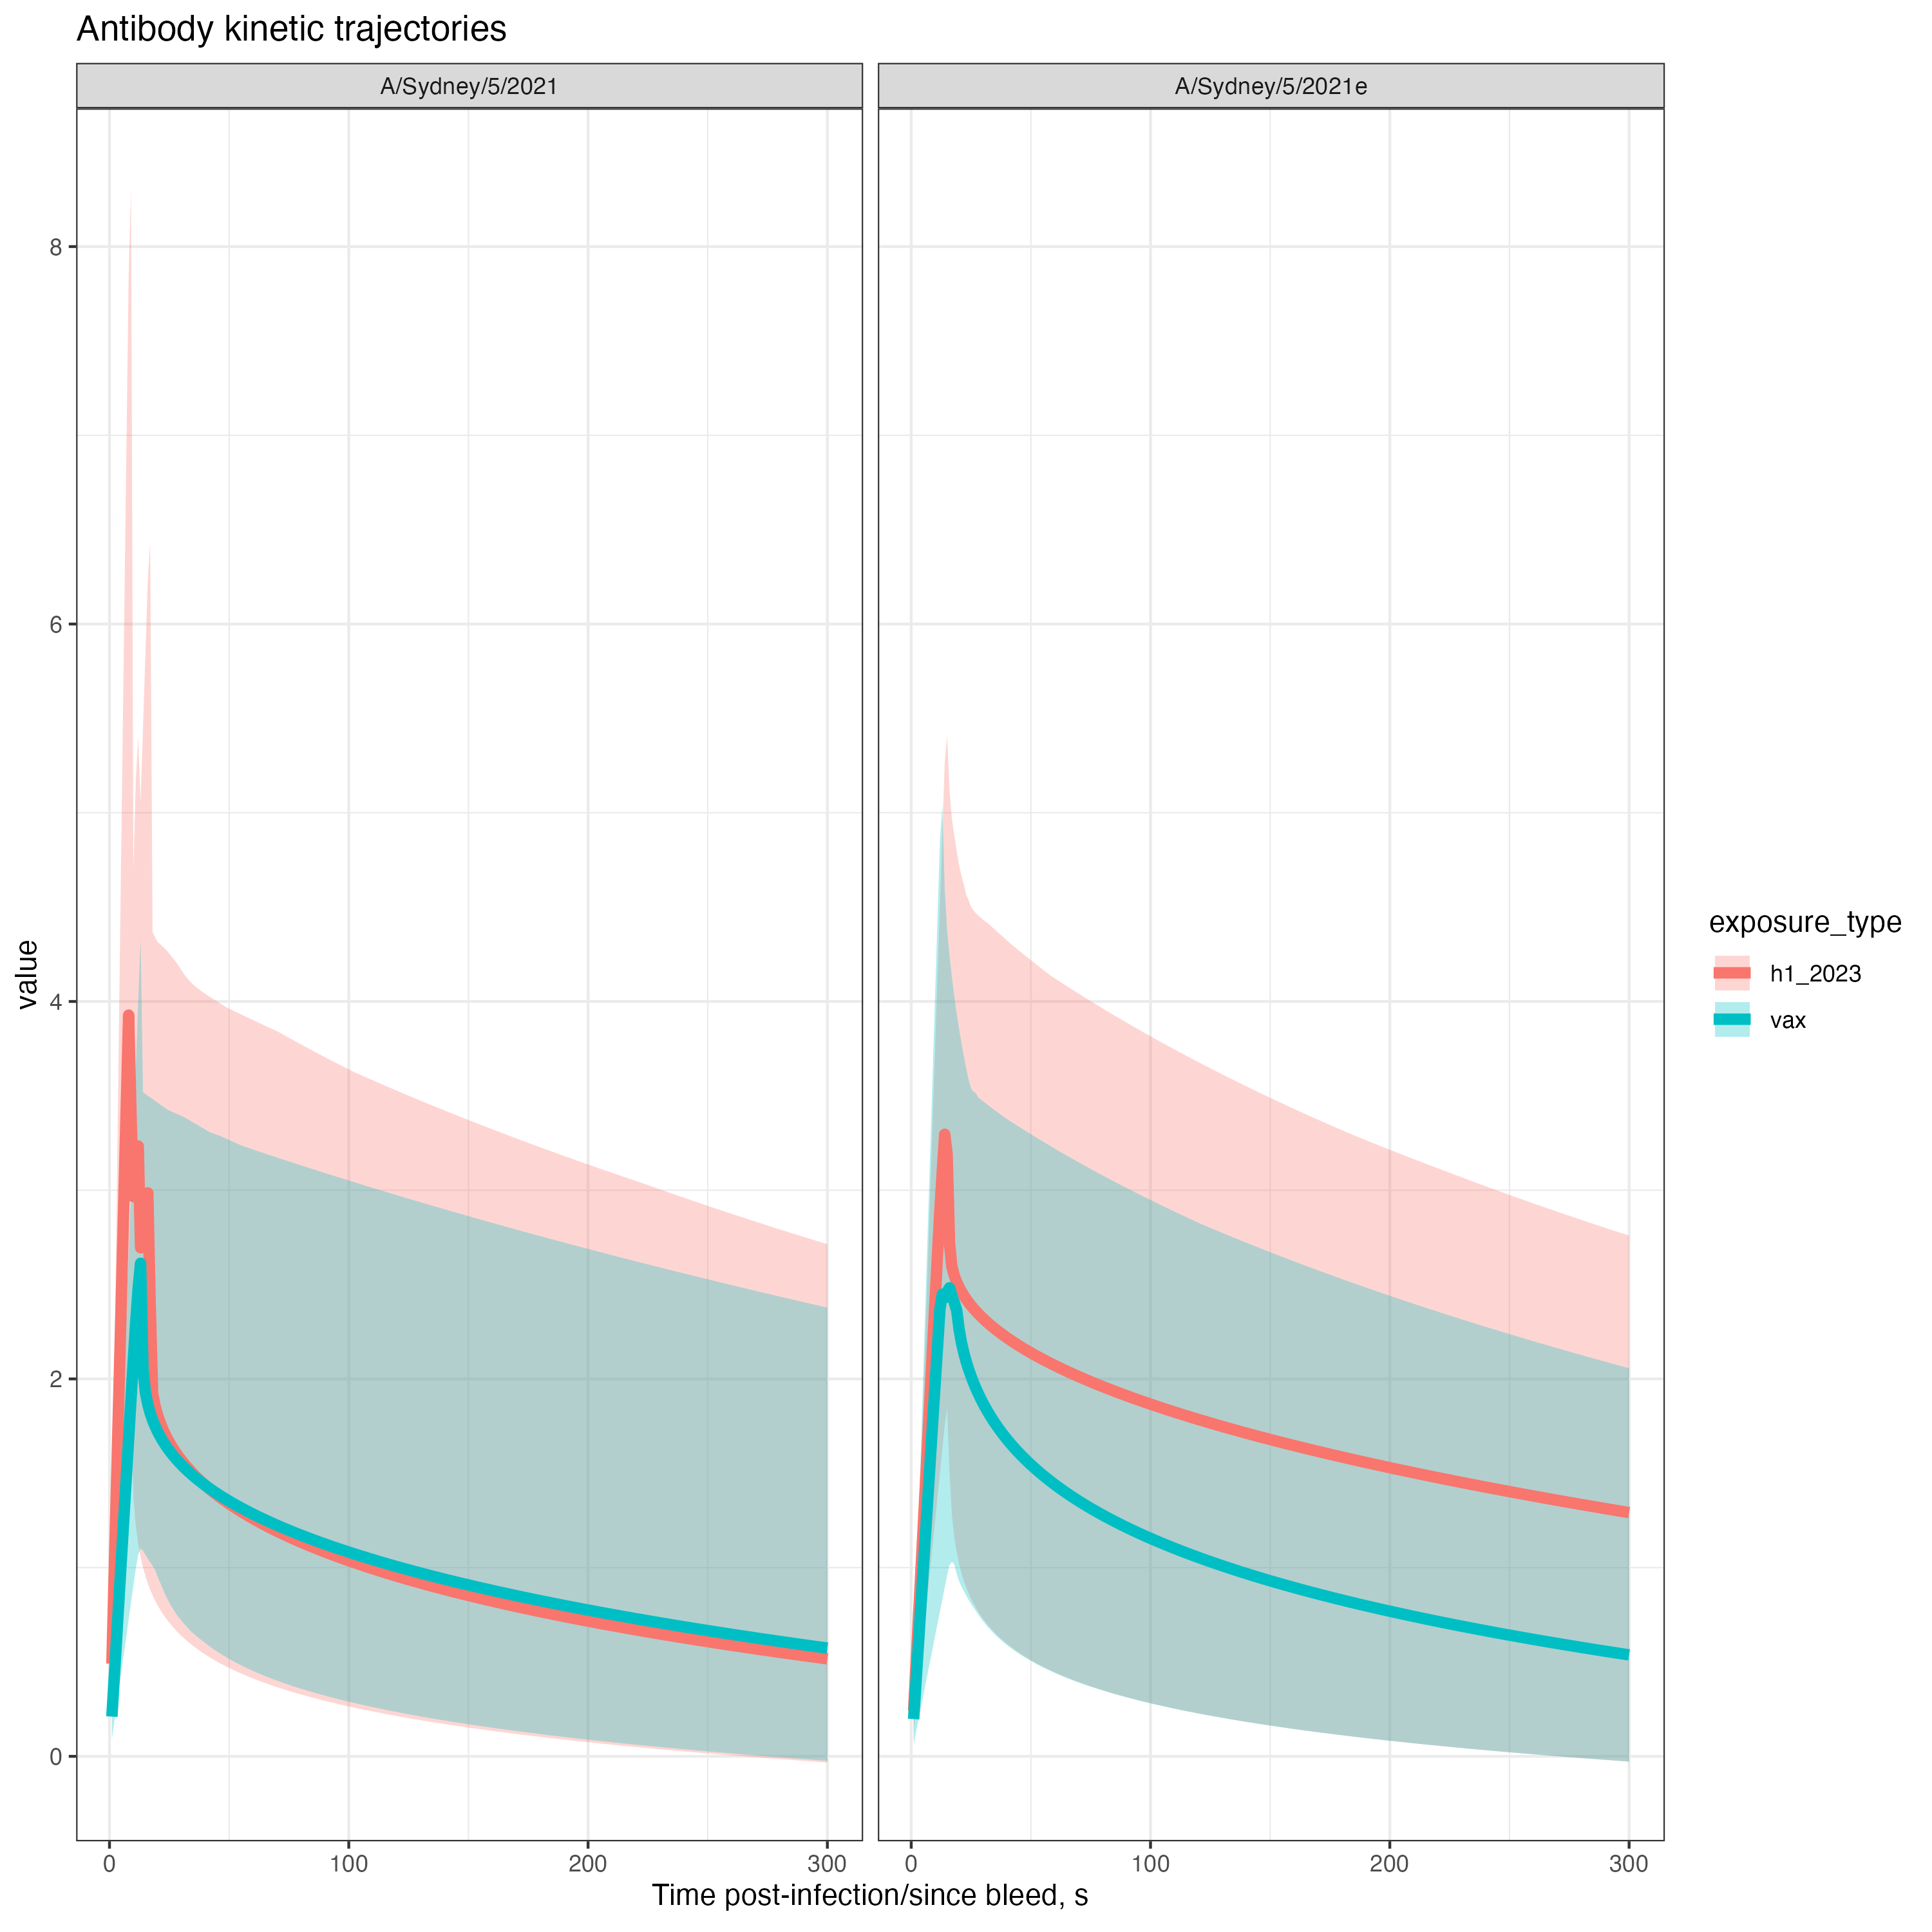 Antibody kinetic trajectories
A/Sydney/5/2021
A/Sydney/5/2021e
value
8
6
4
2
0
0
100
200
300
0
100
200
300
Time post-infection/since bleed, s
exposure_type
h1_2023
vax